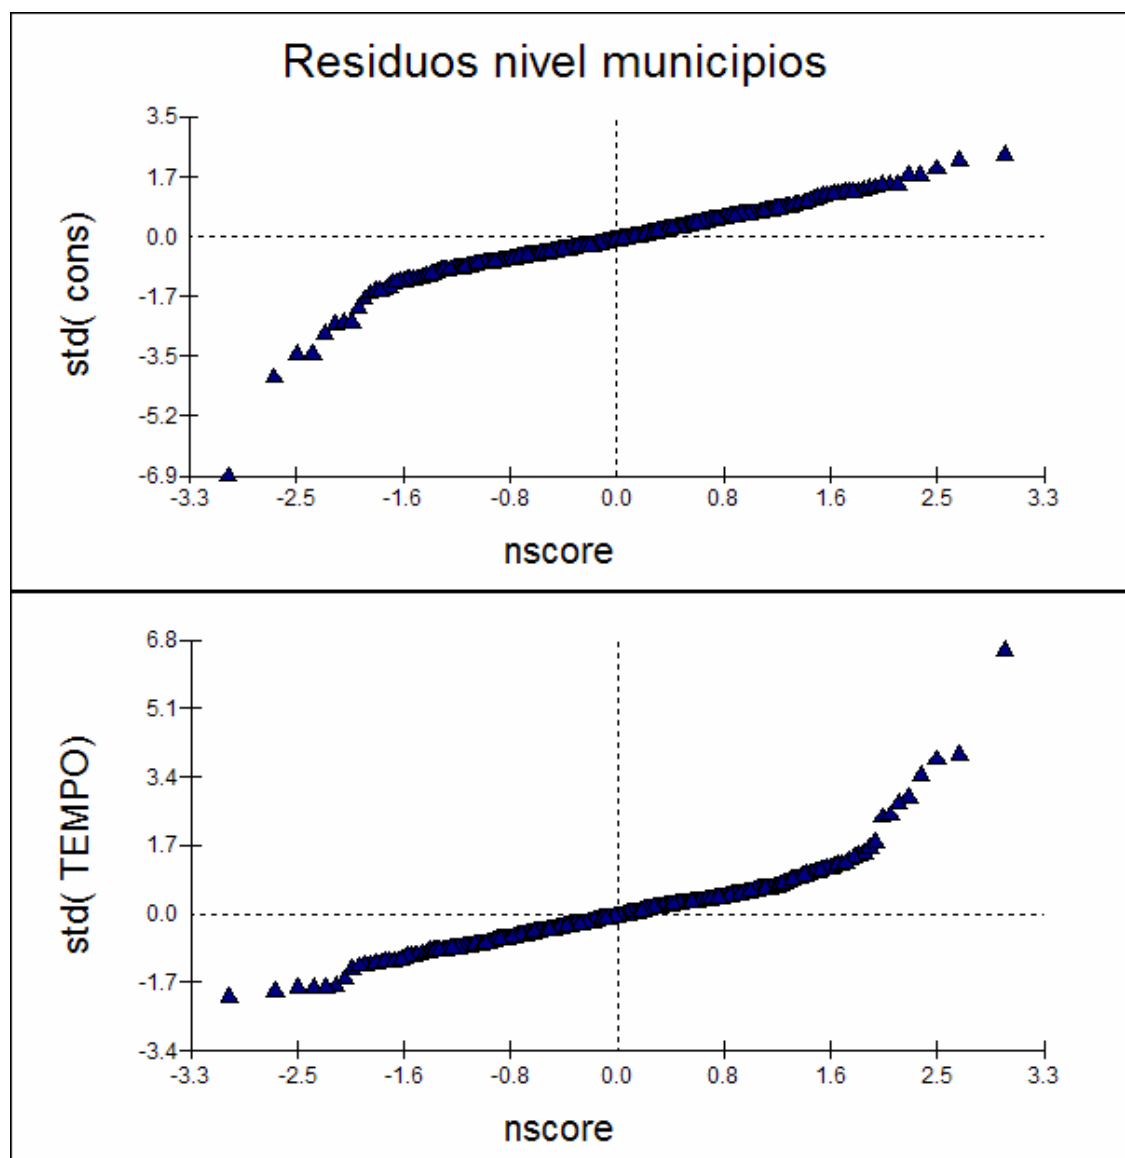 Residuos nivel municipios
3.5
1.7
0.0
-1.7
-3.5
-5.2
-6.9
std( cons)
-3.3 -2.5 -1.6 -0.8 0.0 0.8 1.6 2.5 3.3
nscore
6.8
5.1
3.4
1.7
0.0
-1.7
-3.4
std( TEMPO)
-3.3 -2.5 -1.6 -0.8 0.0 0.8 1.6 2.5 3.3
nscore